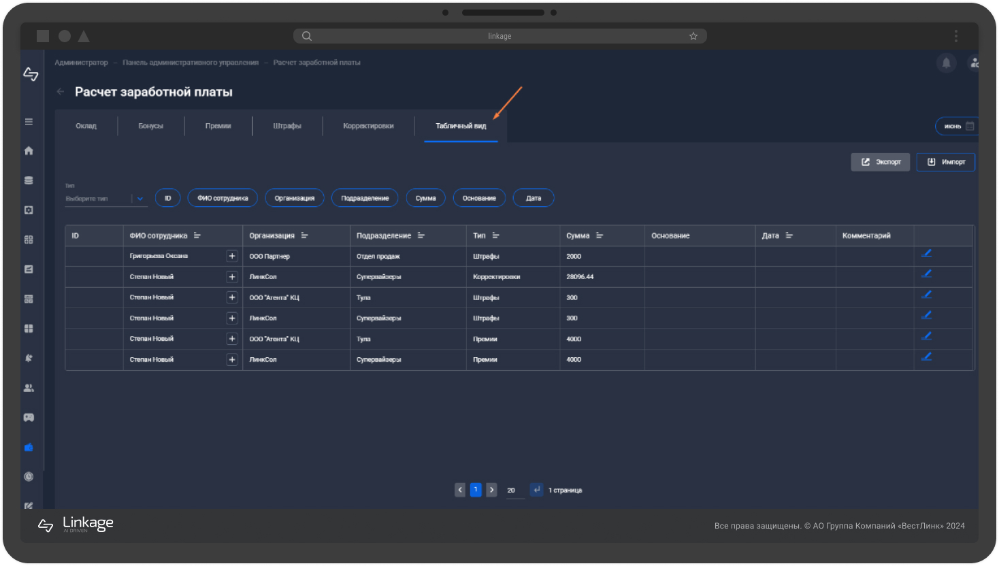 linkage
Администратор – Панель административного управления – Расчет заработной платы
Расчет заработной платы
Оклад Бонусы Премии Штрафы Корректировки Табличный вид
июнь
Экспорт Импорт
Тип
Выберите тип ID ФИО сотрудника Организация Подразделение Сумма Основание Дата
ID ФИО сотрудника Организация Подразделение Тип Сумма Основание Дата Комментарий
Григорьева Оксана + ООО Партнер Отдел продаж Штрафы 2000
Степан Новый + ЛинкСол Супервайзеры Корректировки 28096.44
Степан Новый + ООО "Атента" КЦ Тула Штрафы 300
Степан Новый + ЛинкСол Супервайзеры Штрафы 300
Степан Новый + ООО "Атента" КЦ Тула Премии 4000
Степан Новый + ЛинкСол Супервайзеры Премии 4000
< 1 > 20 1 страница
Linkage
AI DRIVEN
Все права защищены. © АО Группа Компаний «ВестЛинк» 2024